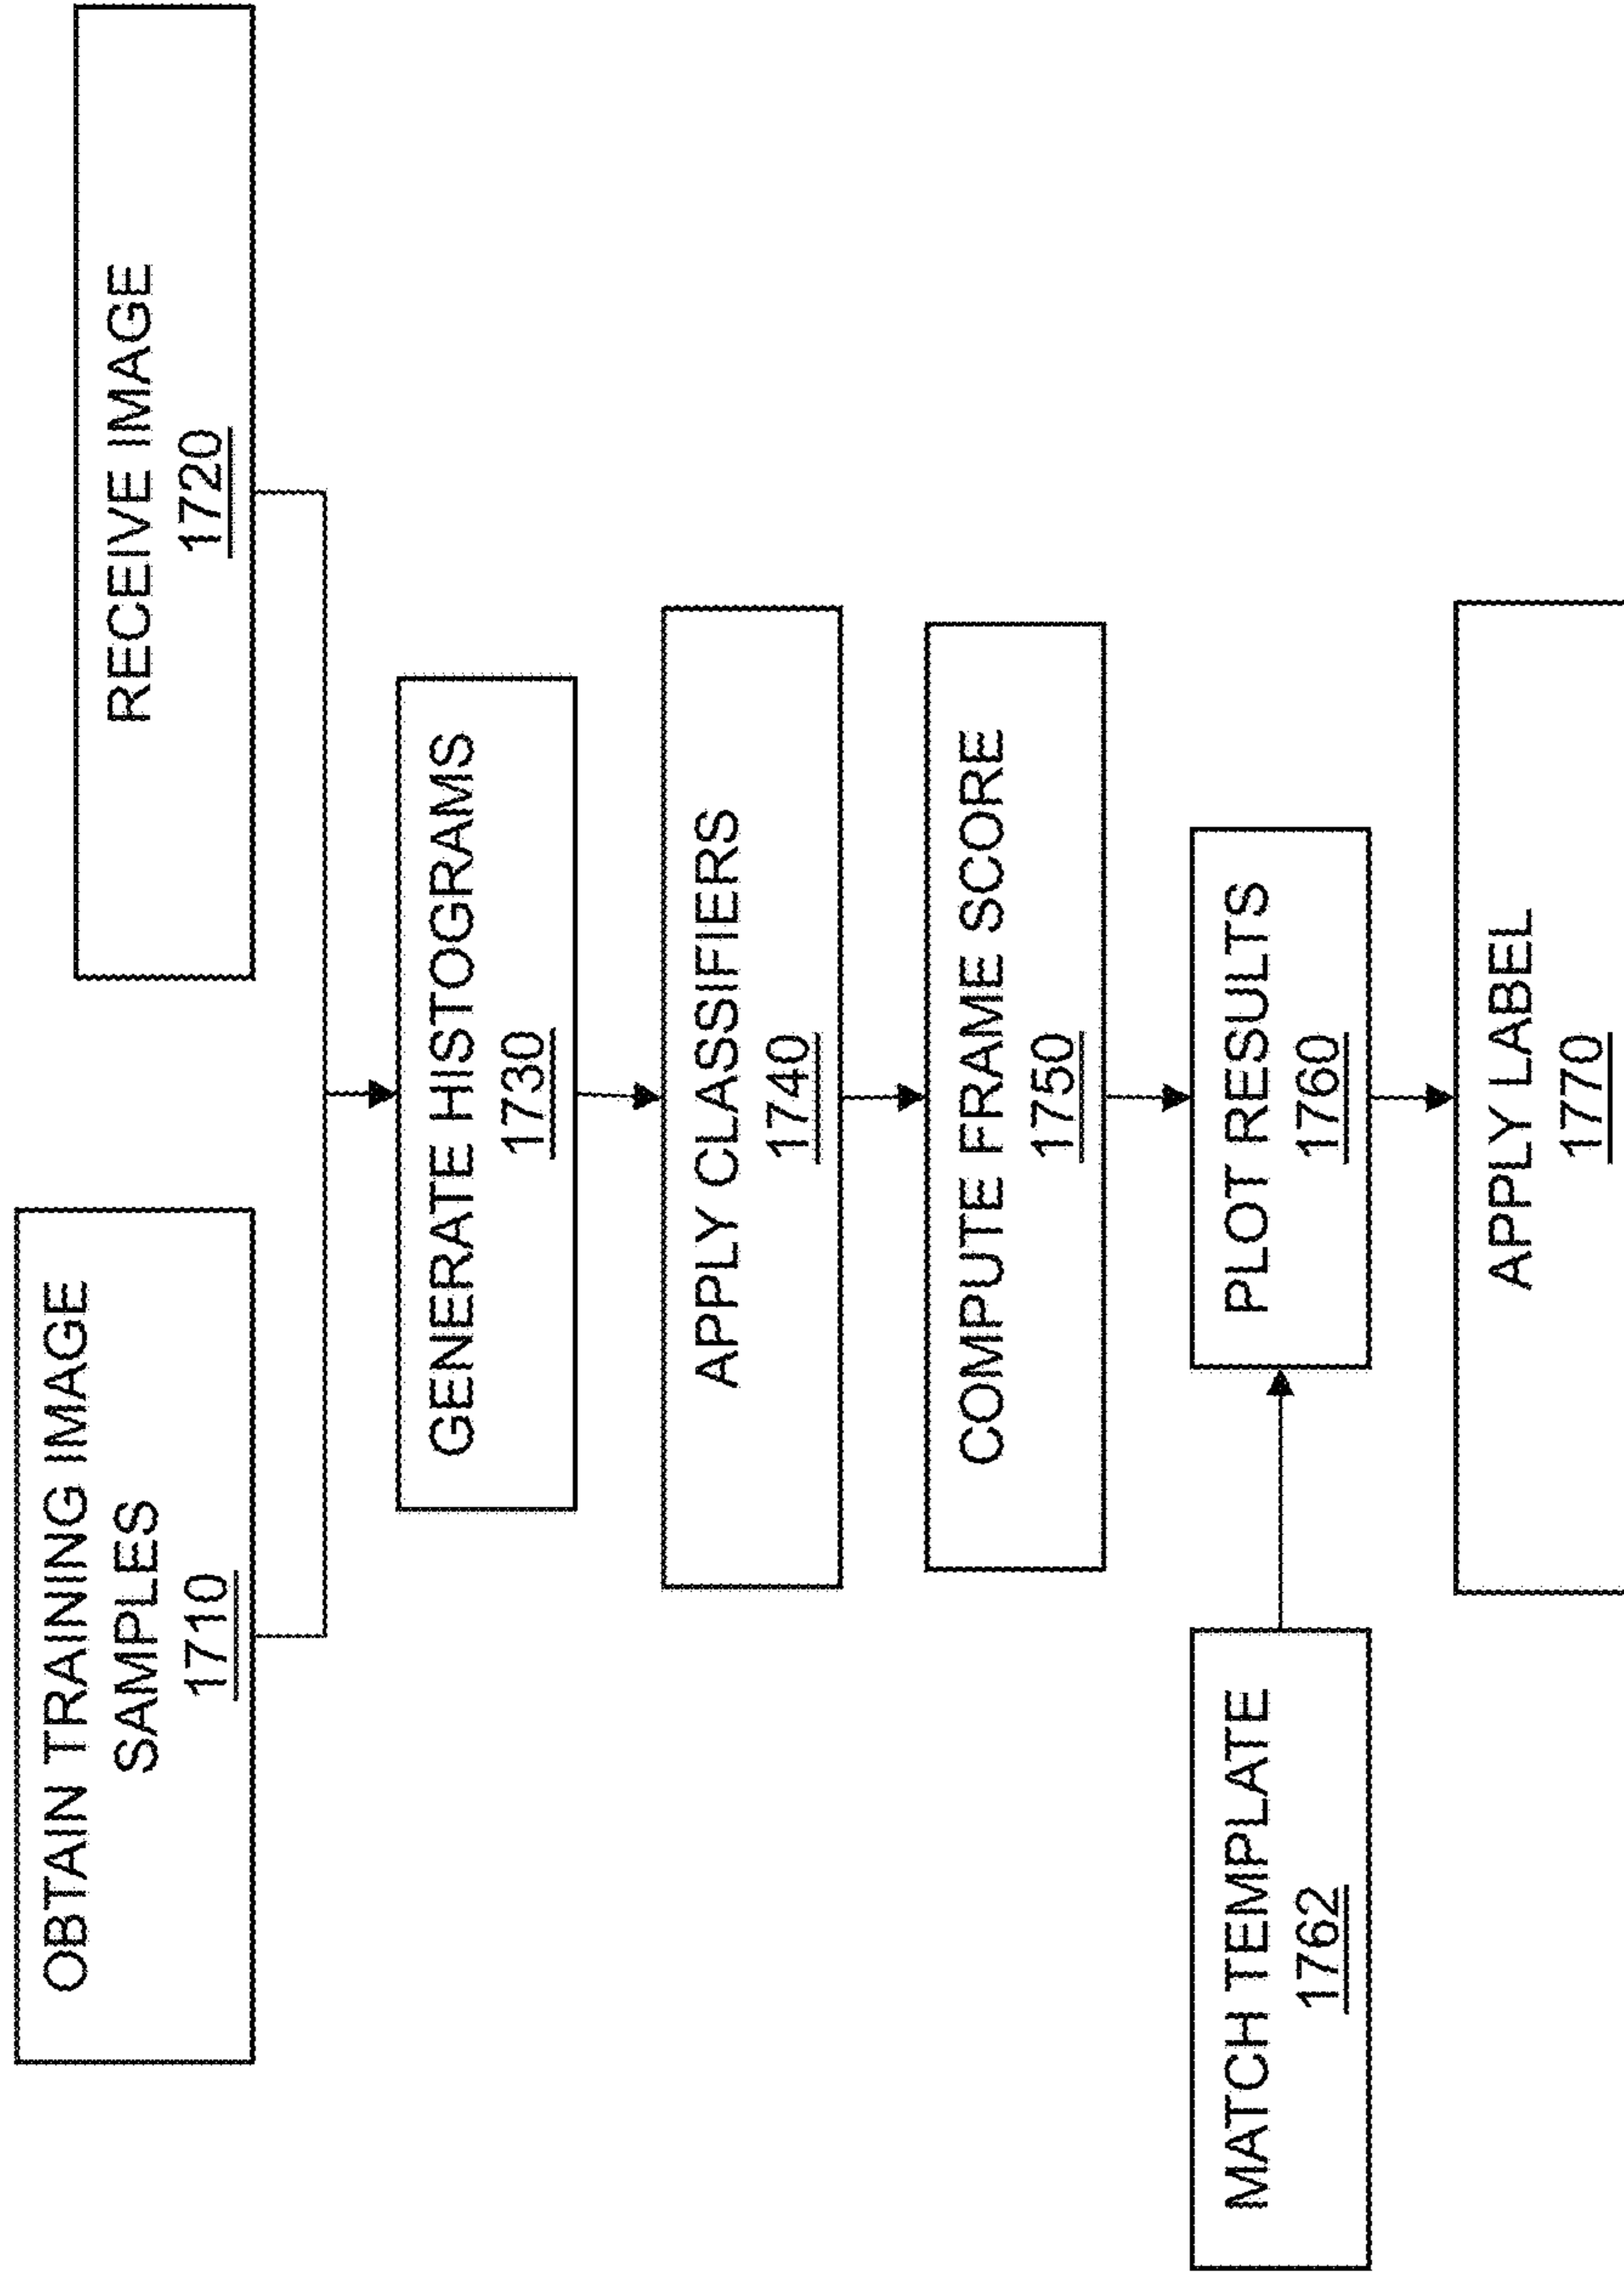 OBTAIN TRAINING IMAGE
SAMPLES
1710
RECEIVE IMAGE
1720
GENERATE HISTOGRAMS
1730
APPLY CLASSIFIERS
1740
COMPUTE FRAME SCORE
1750
MATCH TEMPLATE
1762
PLOT RESULTS
1760
APPLY LABEL
1770